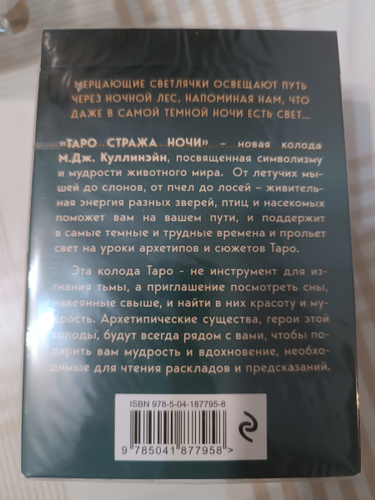 МЕРЦАЮЩИЕ СВЕТЛЯЧКИ ОСВЕЩАЮТ ПУТЬ
ЧЕРЕЗ НОЧНОЙ ЛЕС, НАПОМИНАЯ НАМ, ЧТО
ДАЖЕ В САМОЙ ТЕМНОЙ НОЧИ ЕСТЬ СВЕТ...
"ТАРО СТРАЖА НОЧИ" – новая колода
М.Дж. Куллинэйн, посвященная символизму
и мудрости животного мира. От летучих мы-
шей до слонов, от пчел до лосей – живитель-
ная энергия разных зверей, птиц и насекомых
поможет вам на вашем пути, и поддержит
в самые темные и трудные времена и прольет
свет на уроки архетипов и сюжетов Таро.
Эта колода Таро - не инструмент для из-
гнания тьмы, а приглашение посмотреть сны,
навеянные свыше, и найти в них красоту и му-
дрость. Архетипические существа, герои этой
колоды, будут всегда рядом с вами, чтобы по-
дарить вам мудрость и вдохновение, необхо-
димые для чтения раскладов и предсказаний.
ISBN 978-5-04-187795-8
9 785041 877958 >